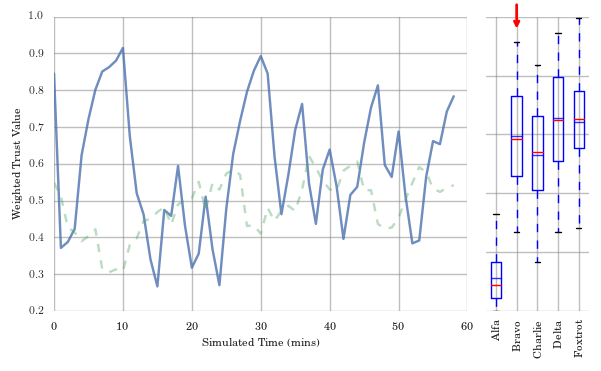 1.0
0.9
0.8
0.7
0.6
0.5
0.4
0.3
0.2
Weighted Trust Value
0 10 20 30 40 50 60
Simulated Time (mins)
Alfa
Bravo
Charlie
Delta
Foxtrot